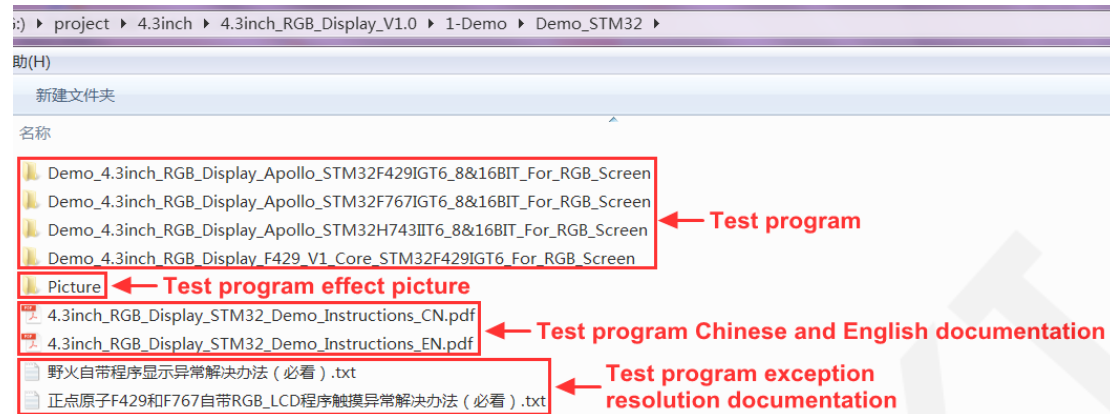 :) ▸ project ▸ 4.3inch ▸ 4.3inch_RGB_Display_V1.0 ▸ 1-Demo ▸ Demo_STM32 ▸
助(H)
新建文件夹
名称
Demo_4.3inch_RGB_Display_Apollo_STM32F429IGT6_8&16BIT_For_RGB_Screen
Demo_4.3inch_RGB_Display_Apollo_STM32F767IGT6_8&16BIT_For_RGB_Screen
Demo_4.3inch_RGB_Display_Apollo_STM32H743IIT6_8&16BIT_For_RGB_Screen
Test program
Demo_4.3inch_RGB_Display_F429_V1_Core_STM32F429IGT6_For_RGB_Screen
Picture
Test program effect picture
4.3inch_RGB_Display_STM32_Demo_Instructions_CN.pdf
Test program Chinese and English documentation
4.3inch_RGB_Display_STM32_Demo_Instructions_EN.pdf
野火自带程序显示异常解决办法（必看）.txt
Test program exception
正点原子F429和F767自带RGB_LCD程序触摸异常解决办法（必看）.txt
resolution documentation